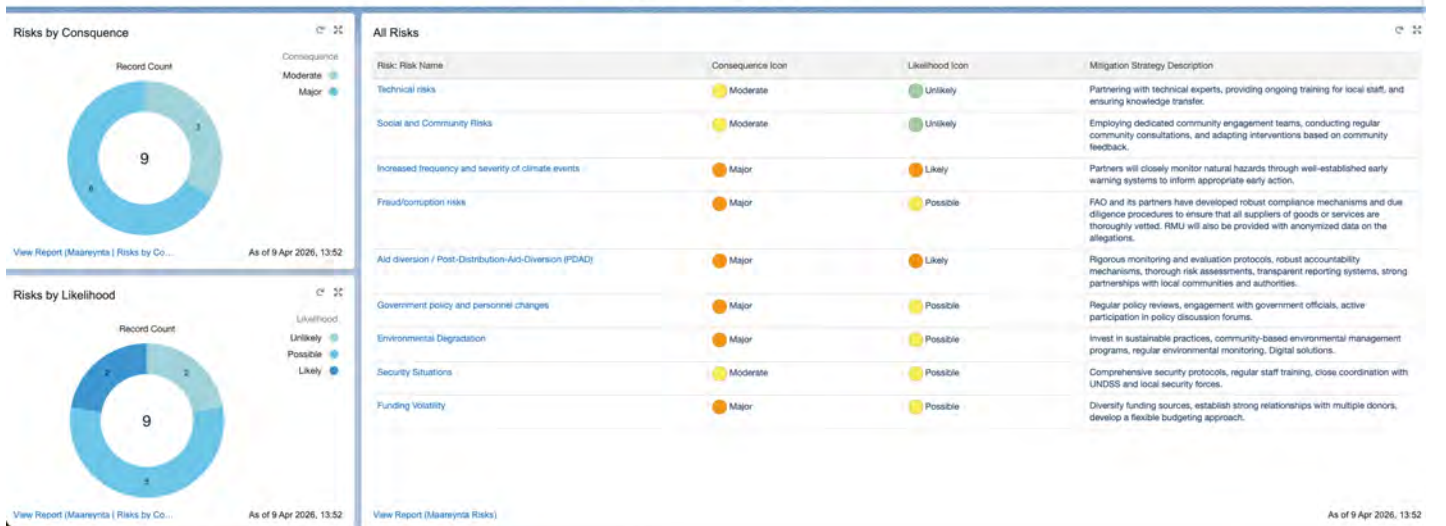 Risks by Consquence
Record Count
Consequence
Moderate
Major
3
9
6
View Report (Maareynta | Risks by Co...
As of 9 Apr 2026, 13:52
Risks by Likelihood
Record Count
Likelihood
Unlikely
Possible
Likely
2
2
9
5
View Report (Maareynta | Risks by Co...
As of 9 Apr 2026, 13:52
All Risks
Risk: Risk Name Consequence Icon Likelihood Icon Mitigation Strategy Description
Technical risks Moderate Unlikely Partnering with technical experts, providing ongoing training for local staff, and
ensuring knowledge transfer.
Social and Community Risks Moderate Unlikely Employing dedicated community engagement teams, conducting regular
community consultations, and adapting interventions based on community
feedback.
Increased frequency and severity of climate events Major Likely Partners will closely monitor natural hazards through well-established early
warning systems to inform appropriate early action.
Fraud/corruption risks Major Possible FAO and its partners have developed robust compliance mechanisms and due
diligence procedures to ensure that all suppliers of goods or services are
thoroughly vetted. RMU will also be provided with anonymized data on the
allegations.
Aid diversion / Post-Distribution-Aid-Diversion (PDAD) Major Likely Rigorous monitoring and evaluation protocols, robust accountability
mechanisms, thorough risk assessments, transparent reporting systems, strong
partnerships with local communities and authorities.
Government policy and personnel changes Major Possible Regular policy reviews, engagement with government officials, active
participation in policy discussion forums.
Environmental Degradation Major Possible Invest in sustainable practices, community-based environmental management
programs, regular environmental monitoring. Digital solutions.
Security Situations Moderate Possible Comprehensive security protocols, regular staff training, close coordination with
UNDSS and local security forces.
Funding Volatility Major Possible Diversify funding sources, establish strong relationships with multiple donors,
develop a flexible budgeting approach.
View Report (Maareynta Risks)
As of 9 Apr 2026, 13:52